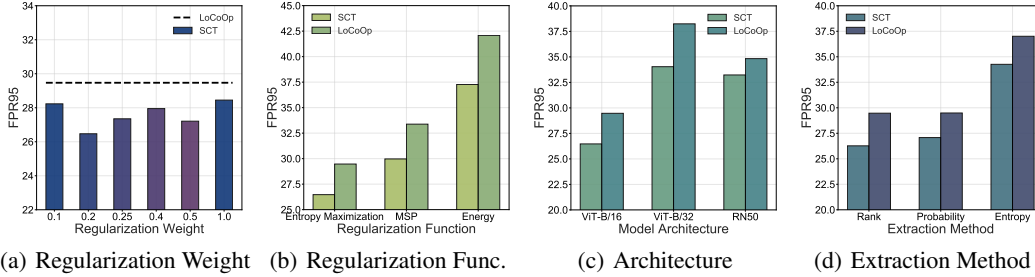 34
32
30
28
26
24
22
FPR95
LoCoOp
SCT
0.1 0.2 0.25 0.4 0.5 1.0
Regularization Weight
(a) Regularization Weight
45.0
42.5
40.0
37.5
35.0
32.5
30.0
27.5
25.0
FPR95
SCT
LoCoOp
Entropy Maximization MSP Energy
Regularization Function
(b) Regularization Func.
40.0
37.5
35.0
32.5
30.0
27.5
25.0
22.5
20.0
FPR95
SCT
LoCoOp
ViT-B/16 ViT-B/32 RN50
Model Architecture
(c) Architecture
40.0
37.5
35.0
32.5
30.0
27.5
25.0
22.5
20.0
FPR95
SCT
LoCoOp
Rank Probability Entropy
Extraction Method
(d) Extraction Method